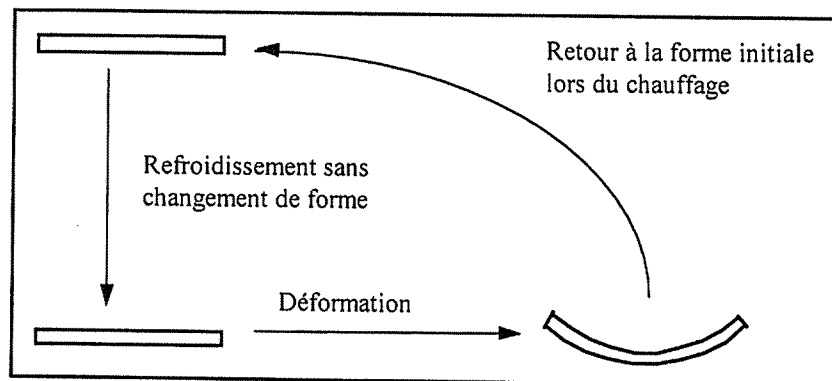 Retour à la forme initiale
lors du chauffage
Refroidissement sans
changement de forme
Déformation